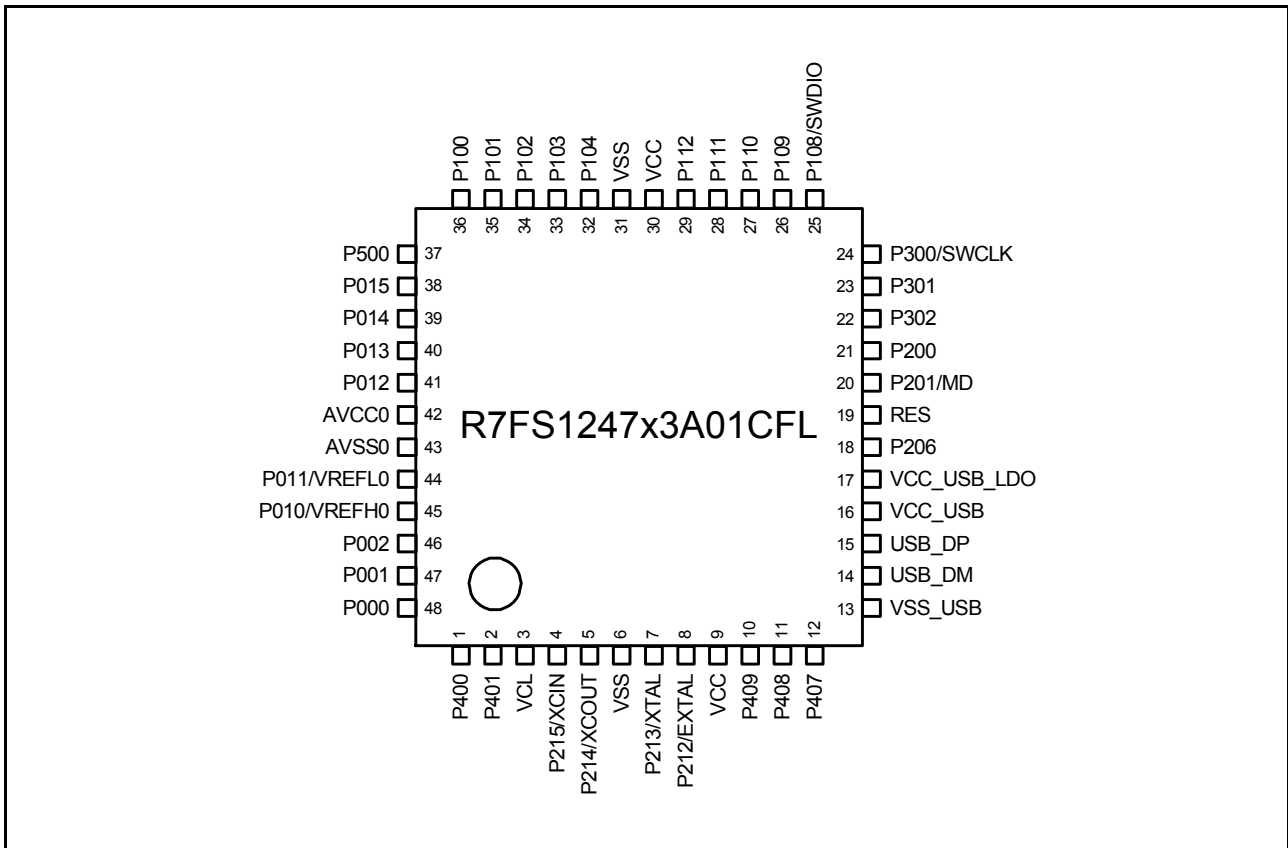 P100
P101
P102
P103
P104
VSS
VCC
P112
P111
P110
P109
P108/SWDIO
36
35
34
33
32
31
30
29
28
27
26
25
P500 37
P015 38
P014 39
P013 40
P012 41
AVCC0 42
AVSS0 43
P011/VREFL0 44
P010/VREFH0 45
P002 46
P001 47
P000 48
R7FS1247x3A01CFL
24 P300/SWCLK
23 P301
22 P302
21 P200
20 P201/MD
19 RES
18 P206
17 VCC_USB_LDO
16 VCC_USB
15 USB_DP
14 USB_DM
13 VSS_USB
1
2
3
4
5
6
7
8
9
10
11
12
P400
P401
VCL
P215/XCIN
P214/XCOUT
VSS
P213/XTAL
P212/EXTAL
VCC
P409
P408
P407